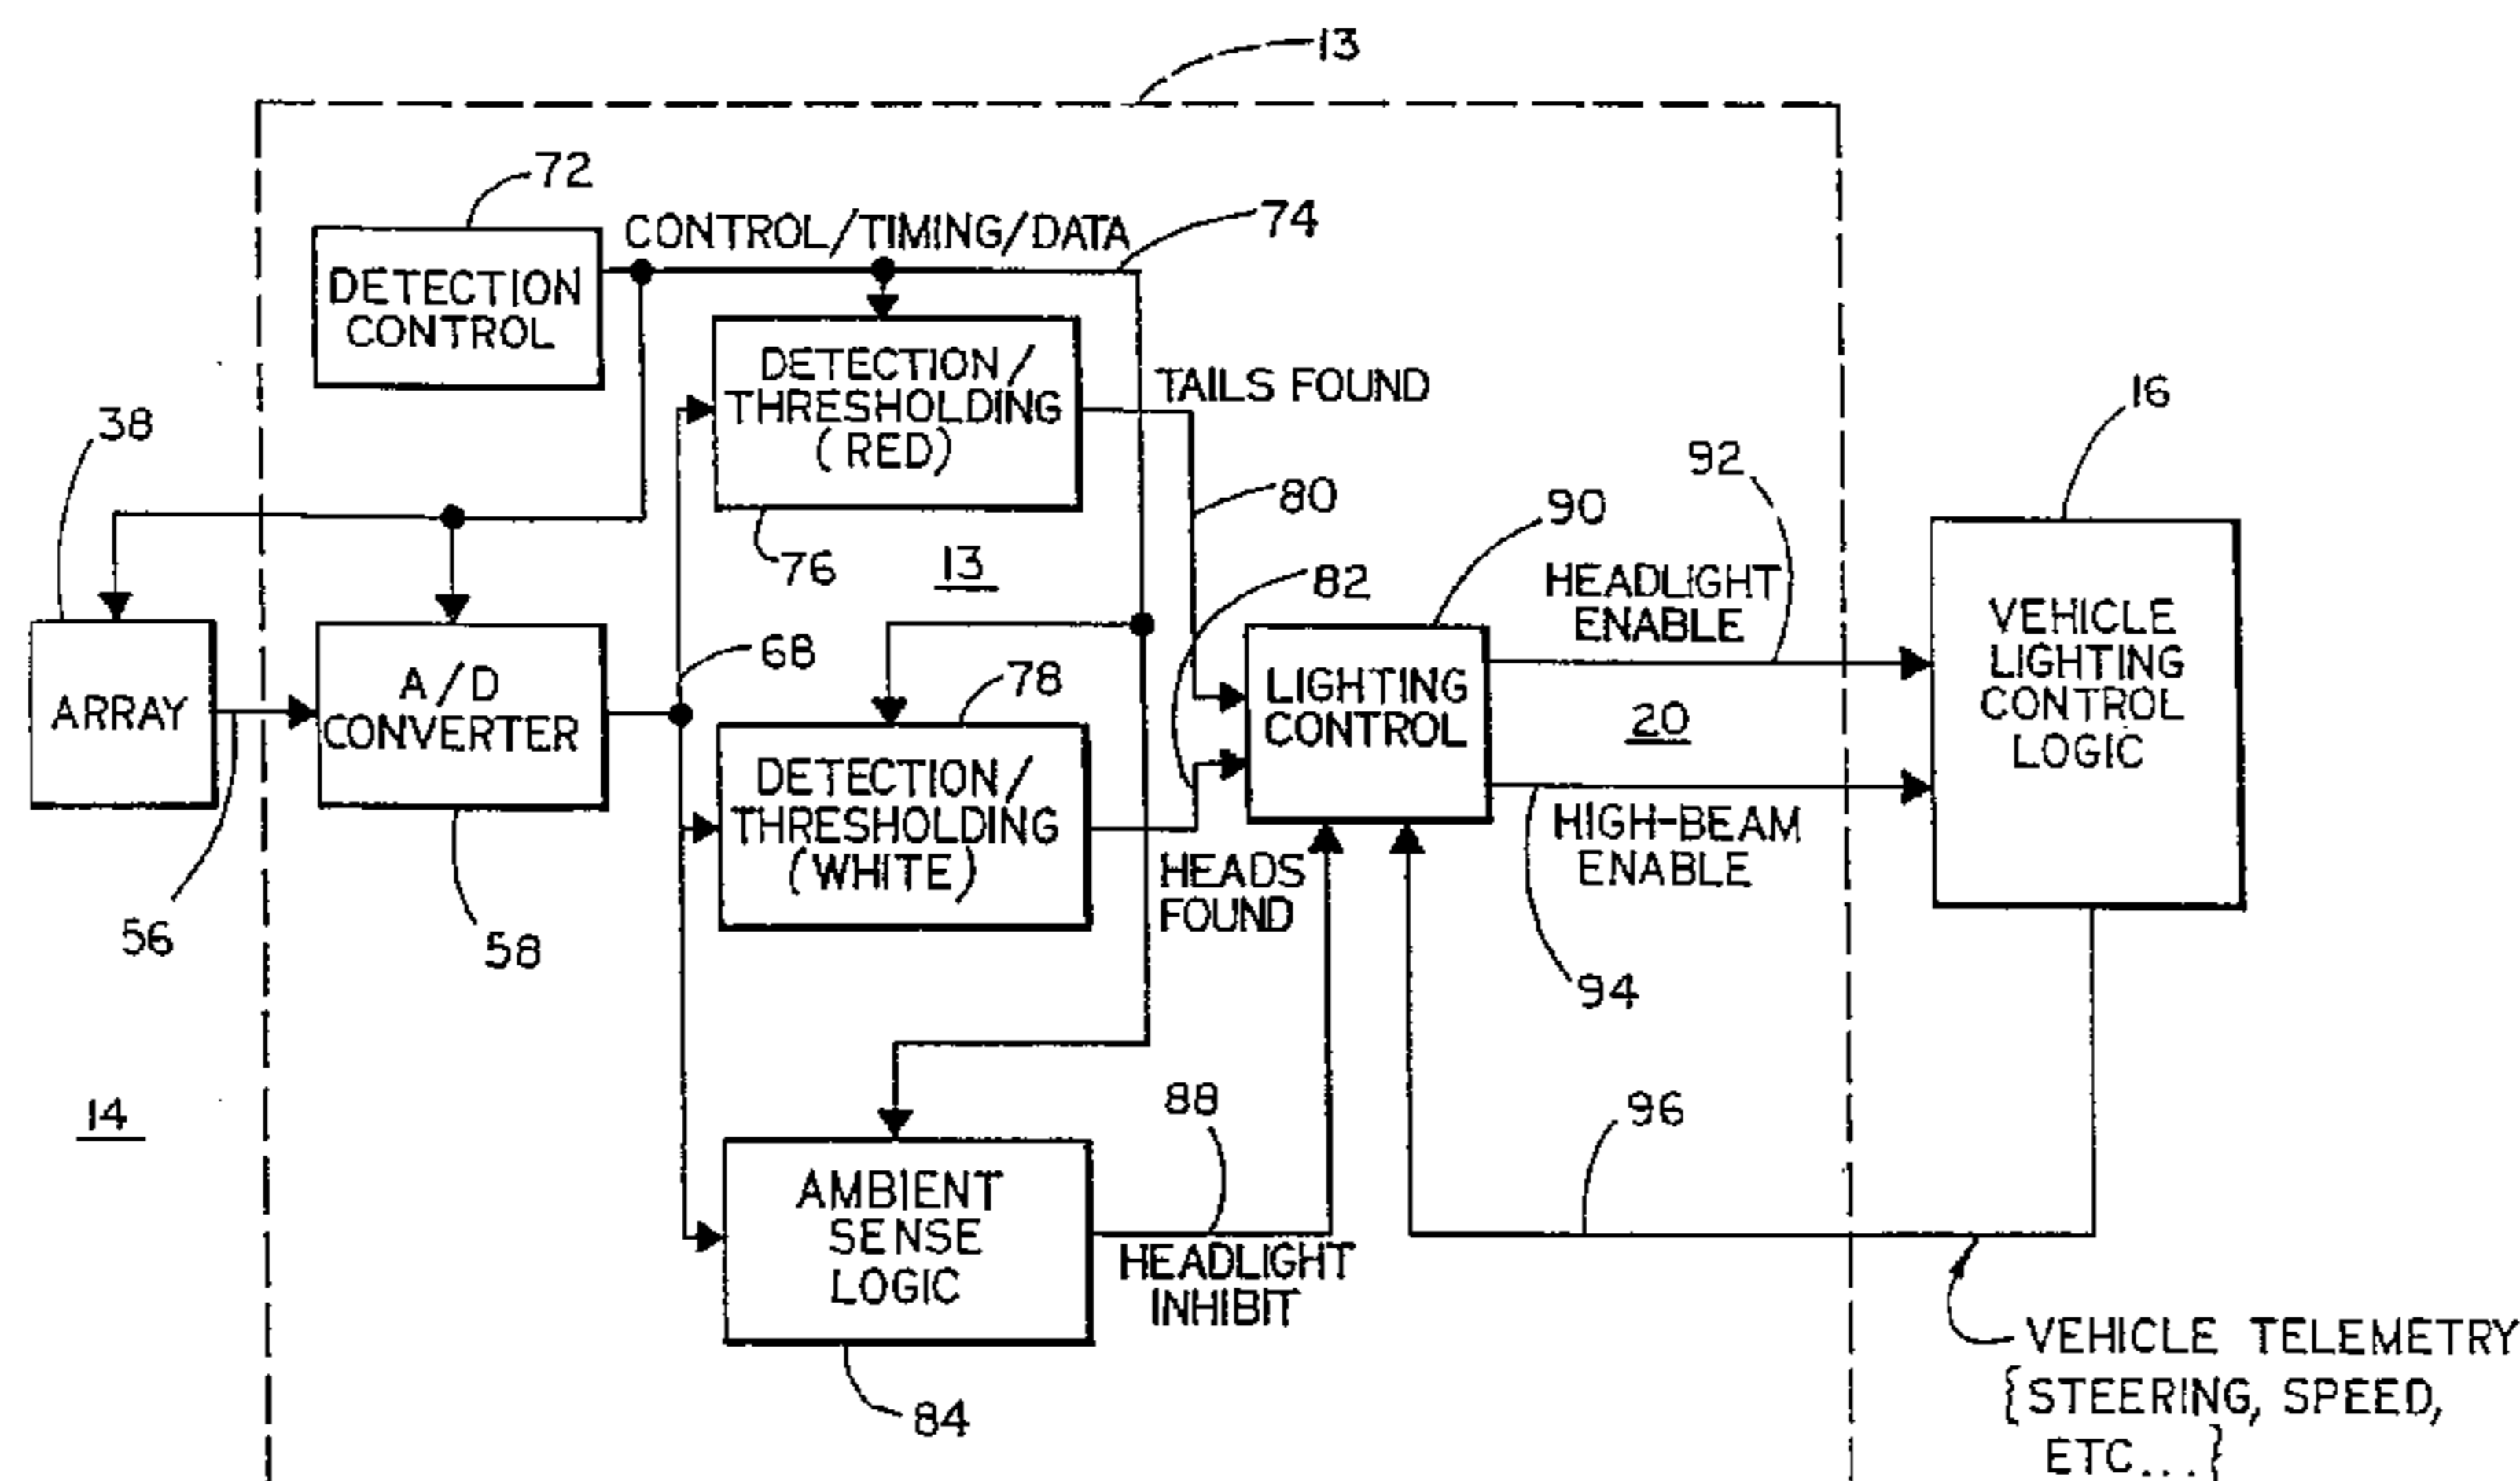 13
72
CONTROL/TIMING/DATA
74
DETECTION
CONTROL
DETECTION/
THRESHOLDING
(RED)
TAILS FOUND
38
16
92
80
90
76
13
82
HEADLIGHT
ENABLE
VEHICLE
LIGHTING
CONTROL
LOGIC
68
78
ARRAY
A/D
CONVERTER
LIGHTING
CONTROL
20
DETECTION/
THRESHOLDING
(WHITE)
HEADS
FOUND
HIGH-BEAM
ENABLE
56
58
94
14
88
96
AMBIENT
SENSE
LOGIC
HEADLIGHT
INHIBIT
84
VEHICLE TELEMETRY
{STEERING, SPEED,
ETC...}